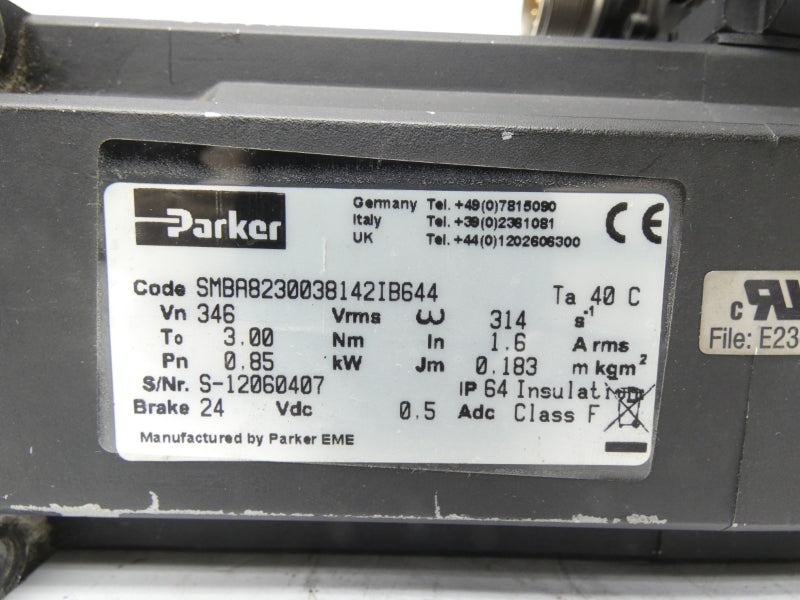 Parker
Germany Tel. +49(0)7815090
Italy Tel. +39(0)2361081
UK Tel. +44(0)1202606300
CE
Code SMBA8230038142IB644 Ta 40 C
Vn 346 Vrms ω 314 s⁻¹
To 3.00 Nm In 1.6 A rms
Pn 0.85 kW Jm 0.183 m kgm²
S/Nr. S-12060407 IP 64 Insulation
Brake 24 Vdc 0.5 Adc Class F
Manufactured by Parker EME
c
File: E23